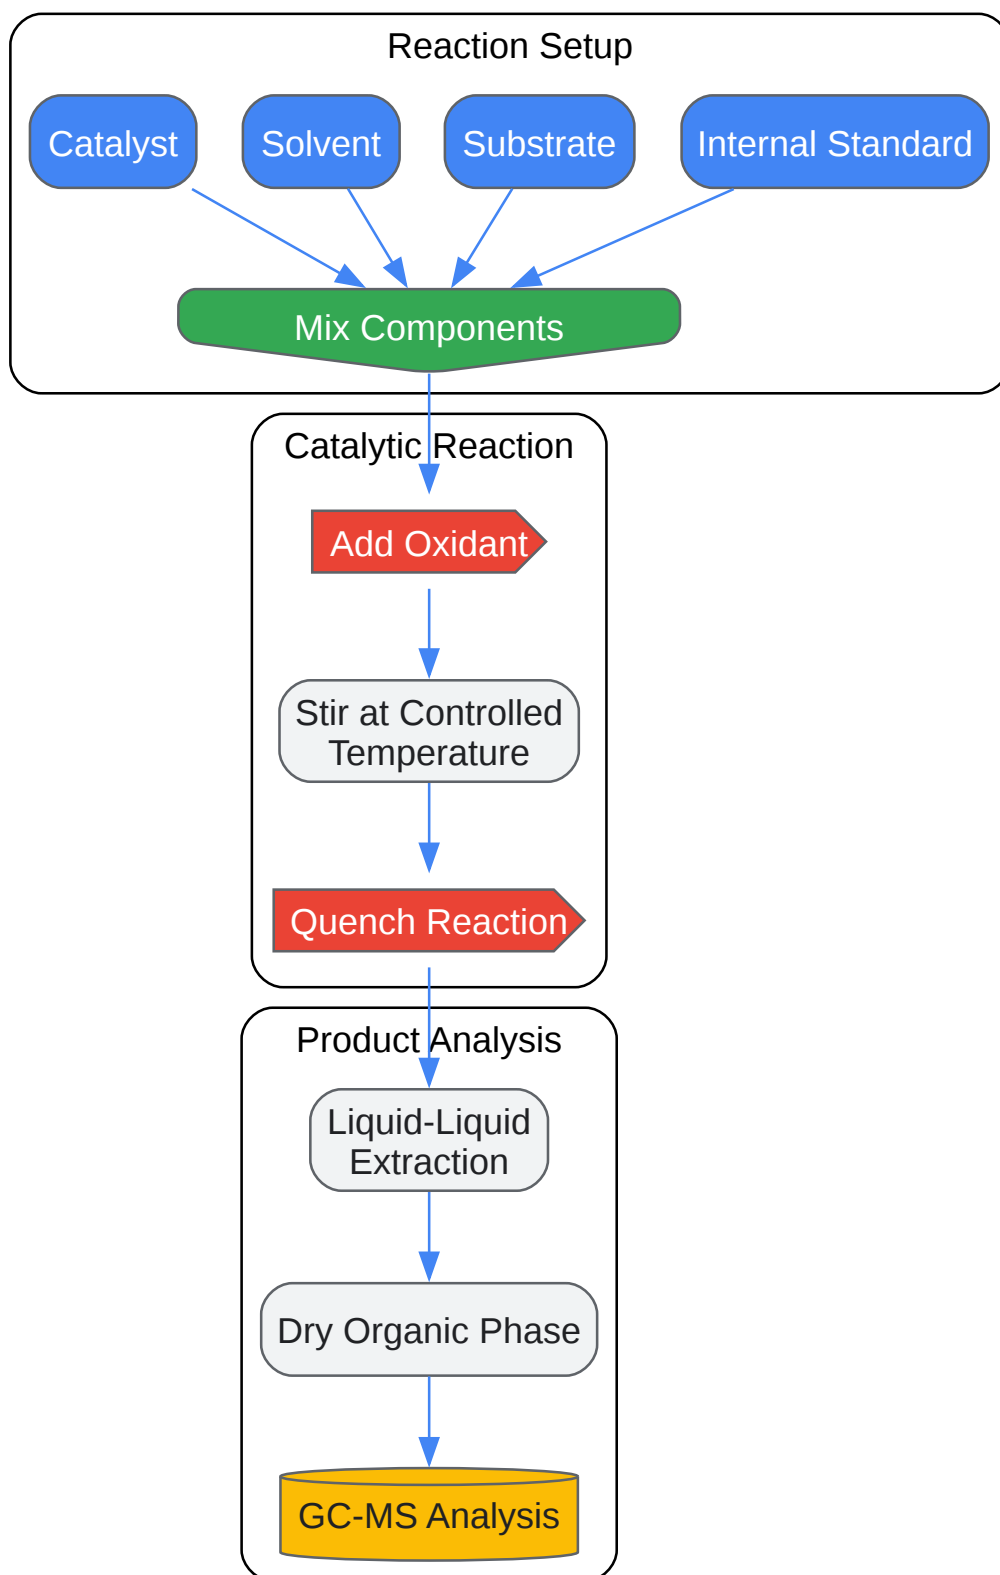 Reaction Setup
Catalyst
Solvent
Substrate
Internal Standard
Mix Components
Catalytic Reaction
Add Oxidant
Stir at Controlled
Temperature
Quench Reaction
Product Analysis
Liquid-Liquid
Extraction
Dry Organic Phase
GC-MS Analysis